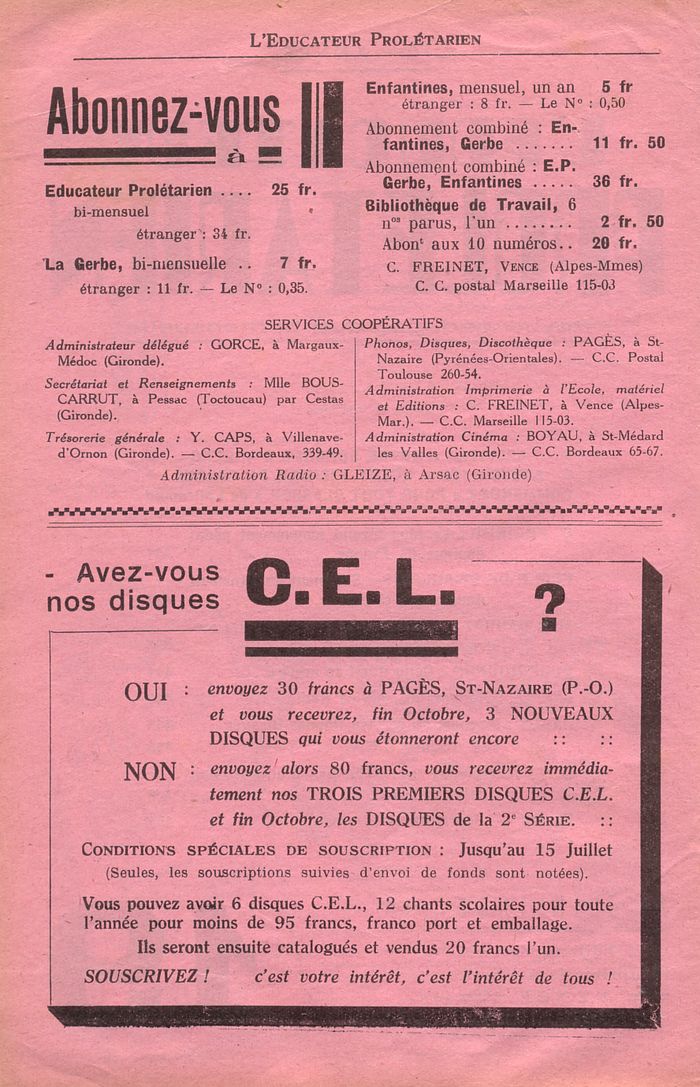 L'Educateur Prolétarien
Abonnez-vous
à
Educateur Prolétarien .... 25 fr.
bi-mensuel
étranger : 34 fr.
La Gerbe, bi-mensuelle .. 7 fr.
étranger : 11 fr. — Le N° : 0,35.
Enfantines, mensuel, un an 5 fr
étranger : 8 fr. — Le N° : 0,50
Abonnement combiné : En-
fantines, Gerbe ....... 11 fr. 50
Abonnement combiné : E.P.
Gerbe, Enfantines ..... 36 fr.
Bibliothèque de Travail, 6
nos parus, l'un ........ 2 fr. 50
Abont aux 10 numéros.. 20 fr.
C. FREINET, VENCE (Alpes-Mmes)
C. C. postal Marseille 115-03
SERVICES COOPÉRATIFS
Administrateur délégué : GORCE, à Margaux-
Médoc (Gironde).
Secrétariat et Renseignements : Mlle BOUS-
CARRUT, à Pessac (Toctoucau) par Cestas
(Gironde).
Trésorerie générale : Y. CAPS, à Villenave-
d'Ornon (Gironde). — C.C. Bordeaux, 339-49.
Phonos, Disques, Discothèque : PAGÈS, à St-
Nazaire (Pyrénées-Orientales). — C.C. Postal
Toulouse 260-54.
Administration Imprimerie à l'Ecole, matériel
et Editions : C. FREINET, à Vence (Alpes-
Mar.). — C.C. Marseille 115-03.
Administration Cinéma : BOYAU, à St-Médard
les Valles (Gironde). — C.C. Bordeaux 65-67.
Administration Radio : GLEIZE, à Arsac (Gironde)
- Avez-vous
nos disques
C.E.L. ?
OUI : envoyez 30 francs à PAGÈS, ST-NAZAIRE (P.-O.)
et vous recevrez, fin Octobre, 3 NOUVEAUX
DISQUES qui vous étonneront encore :: ::
NON : envoyez alors 80 francs, vous recevrez immédia-
tement nos TROIS PREMIERS DISQUES C.E.L.
et fin Octobre, les DISQUES de la 2e SÉRIE. ::
CONDITIONS SPÉCIALES DE SOUSCRIPTION : Jusqu'au 15 Juillet
(Seules, les souscriptions suivies d'envoi de fonds sont notées).
Vous pouvez avoir 6 disques C.E.L., 12 chants scolaires pour toute
l'année pour moins de 95 francs, franco port et emballage.
Ils seront ensuite catalogués et vendus 20 francs l'un.
SOUSCRIVEZ ! c'est votre intérêt, c'est l'intérêt de tous !